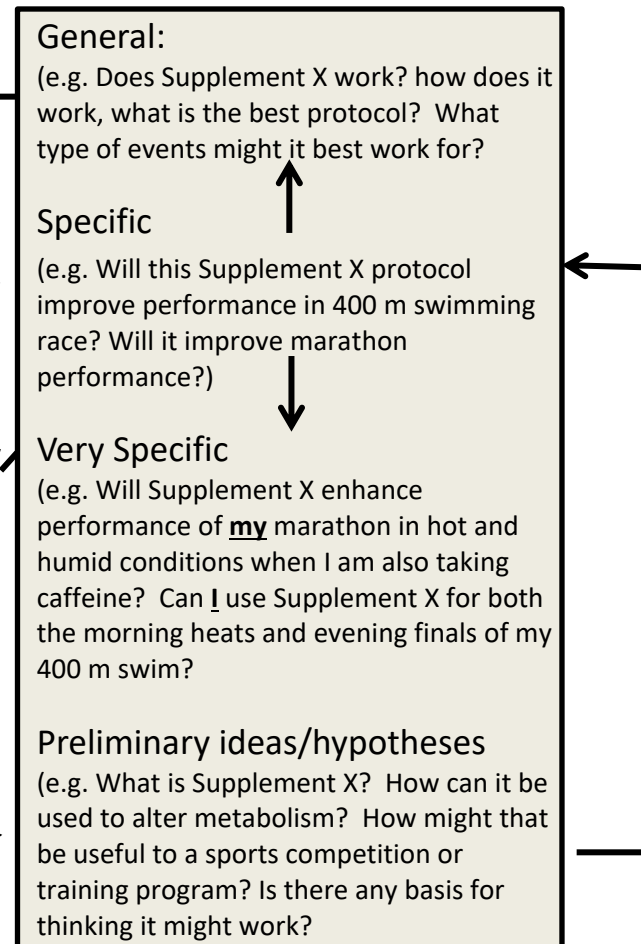 General:
(e.g. Does Supplement X work? how does it
work, what is the best protocol?  What
type of events might it best work for?
Specific
(e.g. Will this Supplement X protocol
improve performance in 400 m swimming
race? Will it improve marathon
performance?)
Very Specific
(e.g. Will Supplement X enhance
performance of my marathon in hot and
humid conditions when I am also taking
caffeine?  Can I use Supplement X for both
the morning heats and evening finals of my
400 m swim?
Preliminary ideas/hypotheses
(e.g. What is Supplement X?  How can it be
used to alter metabolism?  How might that
be useful to a sports competition or
training program? Is there any basis for
thinking it might work?